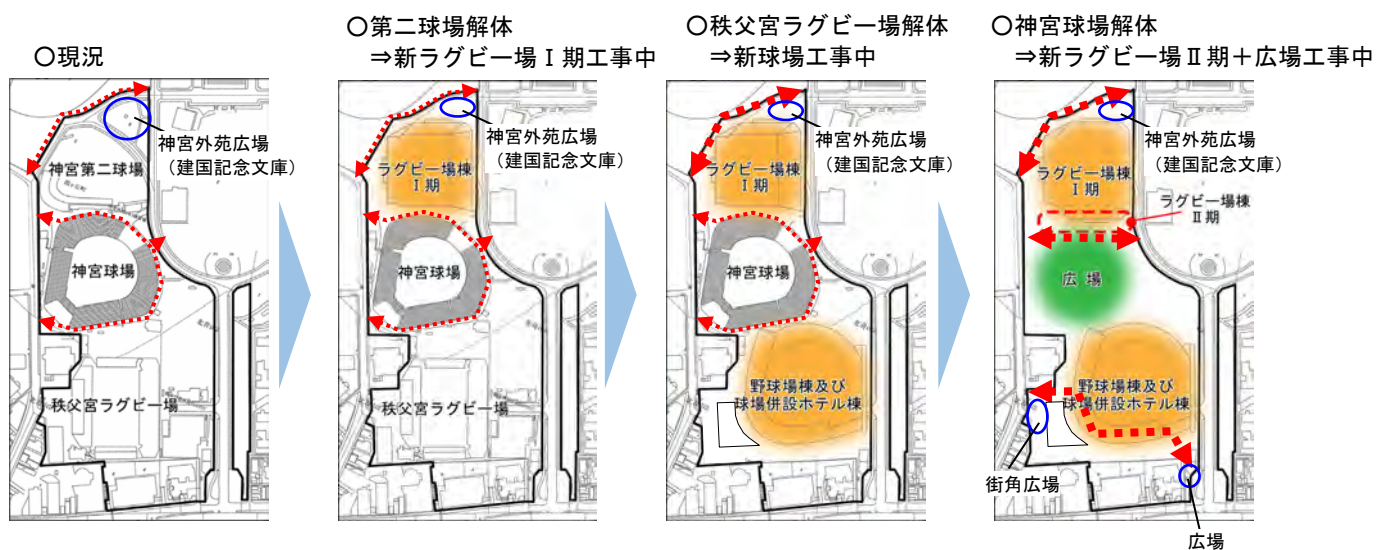 〇現況
神宮外苑広場
（建国記念文庫）
神宮第二球場
神宮球場
秩父宮ラグビー場
〇第二球場解体
⇒新ラグビー場Ⅰ期工事中
神宮外苑広場
（建国記念文庫）
ラグビー場棟
Ⅰ期
神宮球場
秩父宮ラグビー場
〇秩父宮ラグビー場解体
⇒新球場工事中
神宮外苑広場
（建国記念文庫）
ラグビー場棟
Ⅰ期
神宮球場
野球場棟及び
球場併設ホテル棟
〇神宮球場解体
⇒新ラグビー場Ⅱ期＋広場工事中
神宮外苑広場
（建国記念文庫）
ラグビー場棟
Ⅰ期
ラグビー場棟
Ⅱ期
広 場
野球場棟及び
球場併設ホテル棟
街角広場
広場